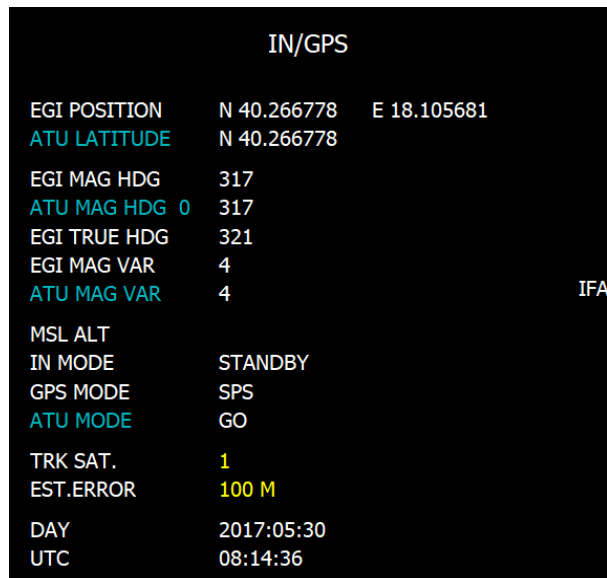 IN/GPS
EGI POSITION N 40.266778 E 18.105681
ATU LATITUDE N 40.266778
EGI MAG HDG 317
ATU MAG HDG 0 317
EGI TRUE HDG 321
EGI MAG VAR 4
ATU MAG VAR 4
IFA
MSL ALT
IN MODE STANDBY
GPS MODE SPS
ATU MODE GO
TRK SAT. 1
EST.ERROR 100 M
DAY 2017:05:30
UTC 08:14:36